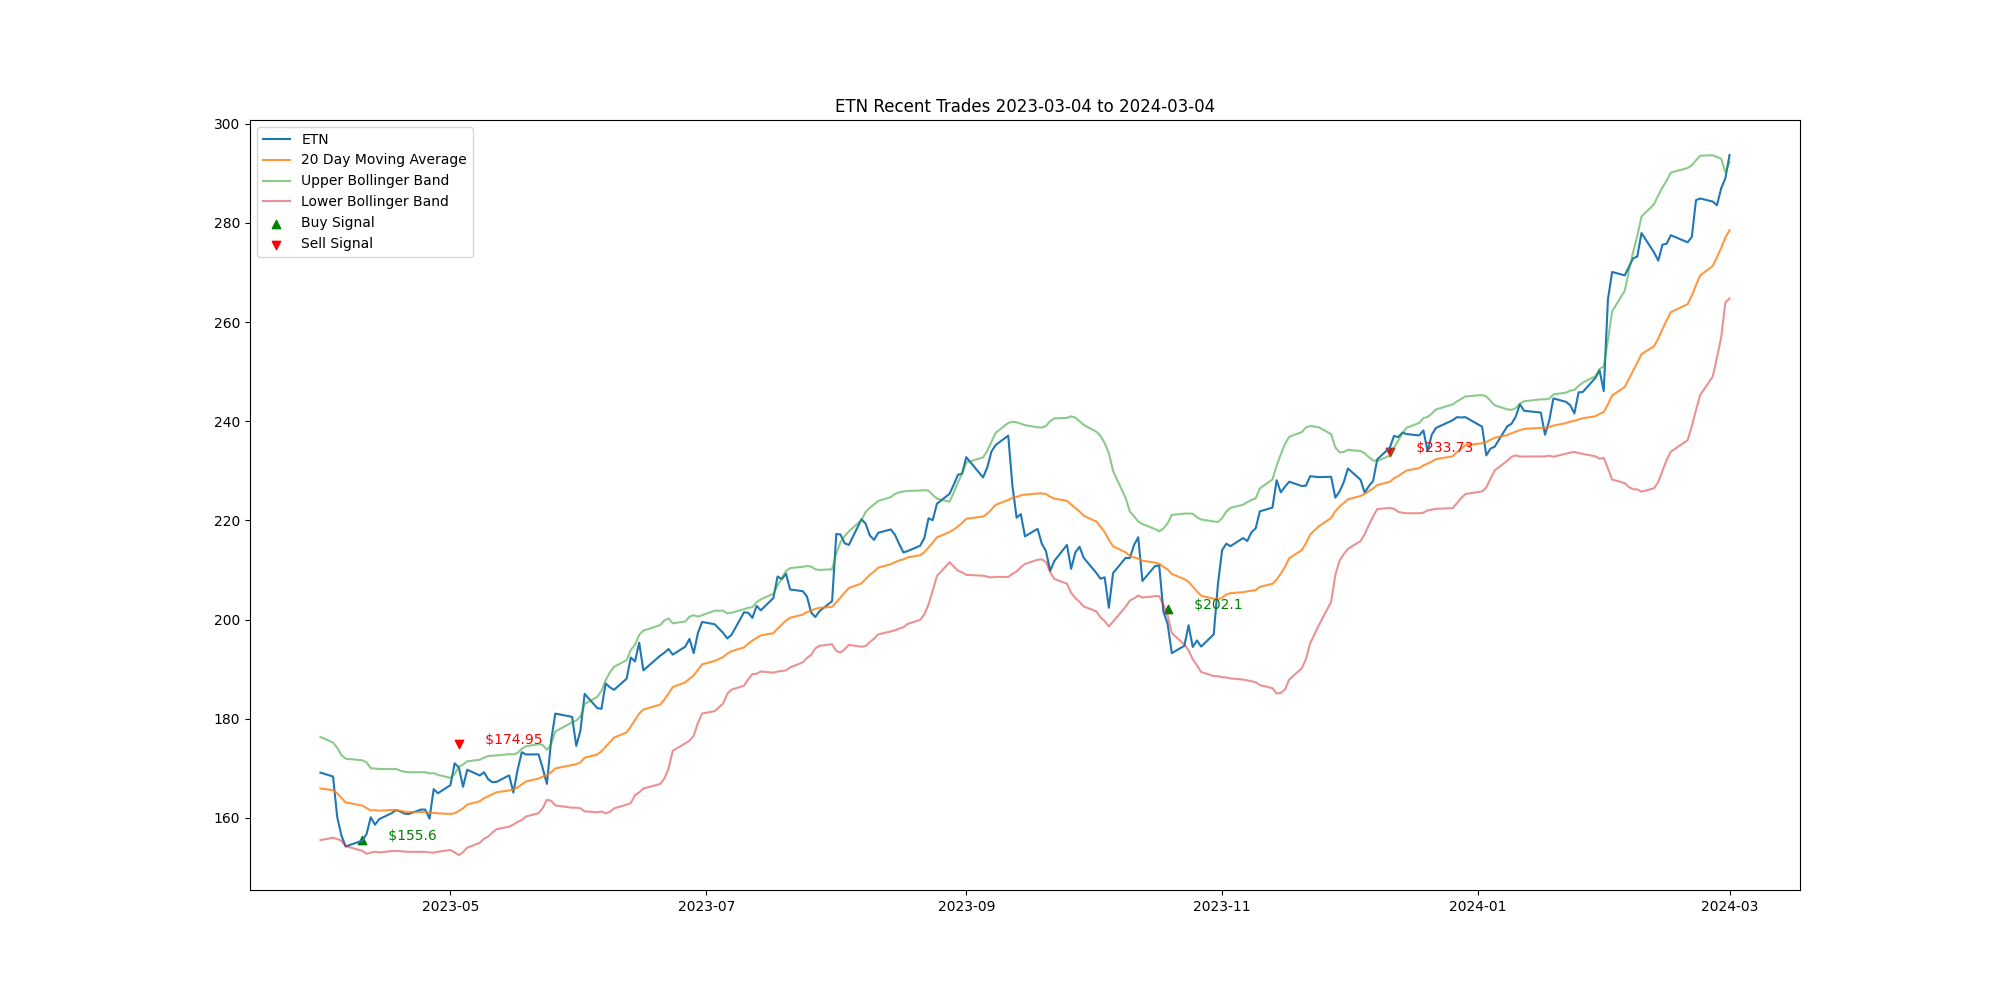 ETN Recent Trades 2023-03-04 to 2024-03-04
300
280
260
240
220
200
180
160
ETN
20 Day Moving Average
Upper Bollinger Band
Lower Bollinger Band
Buy Signal
Sell Signal
$233.73
$202.1
$174.95
$155.6
2023-05
2023-07
2023-09
2023-11
2024-01
2024-03